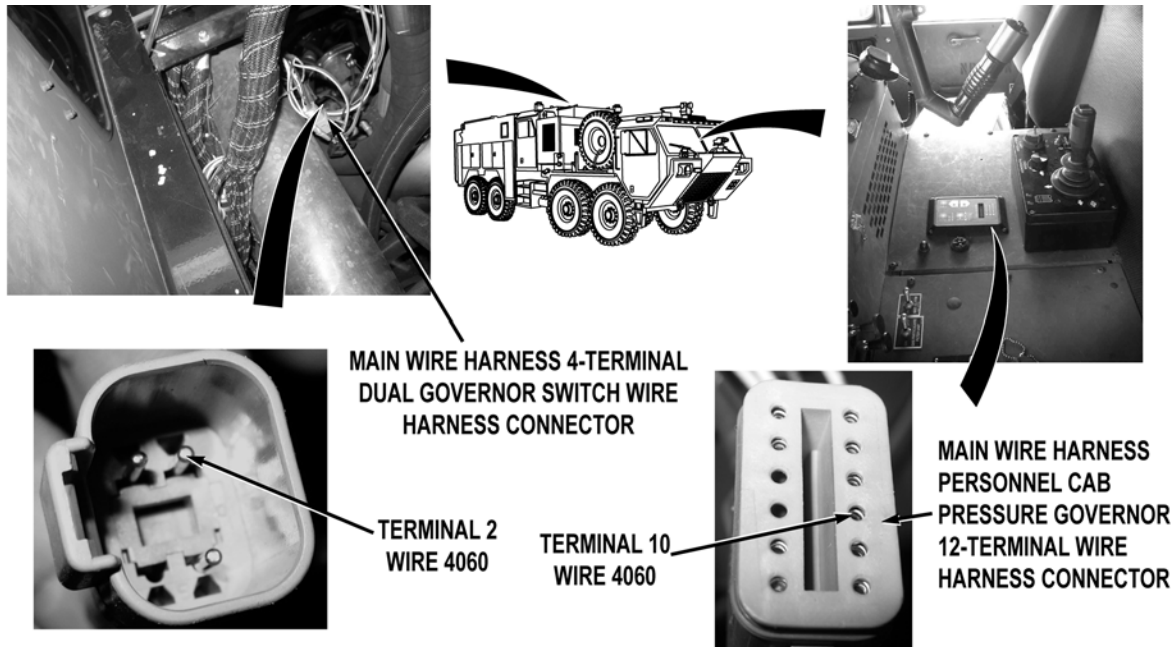 MAIN WIRE HARNESS 4-TERMINAL
DUAL GOVERNOR SWITCH WIRE
HARNESS CONNECTOR
TERMINAL 2
WIRE 4060
TERMINAL 10
WIRE 4060
MAIN WIRE HARNESS
PERSONNEL CAB
PRESSURE GOVERNOR
12-TERMINAL WIRE
HARNESS CONNECTOR